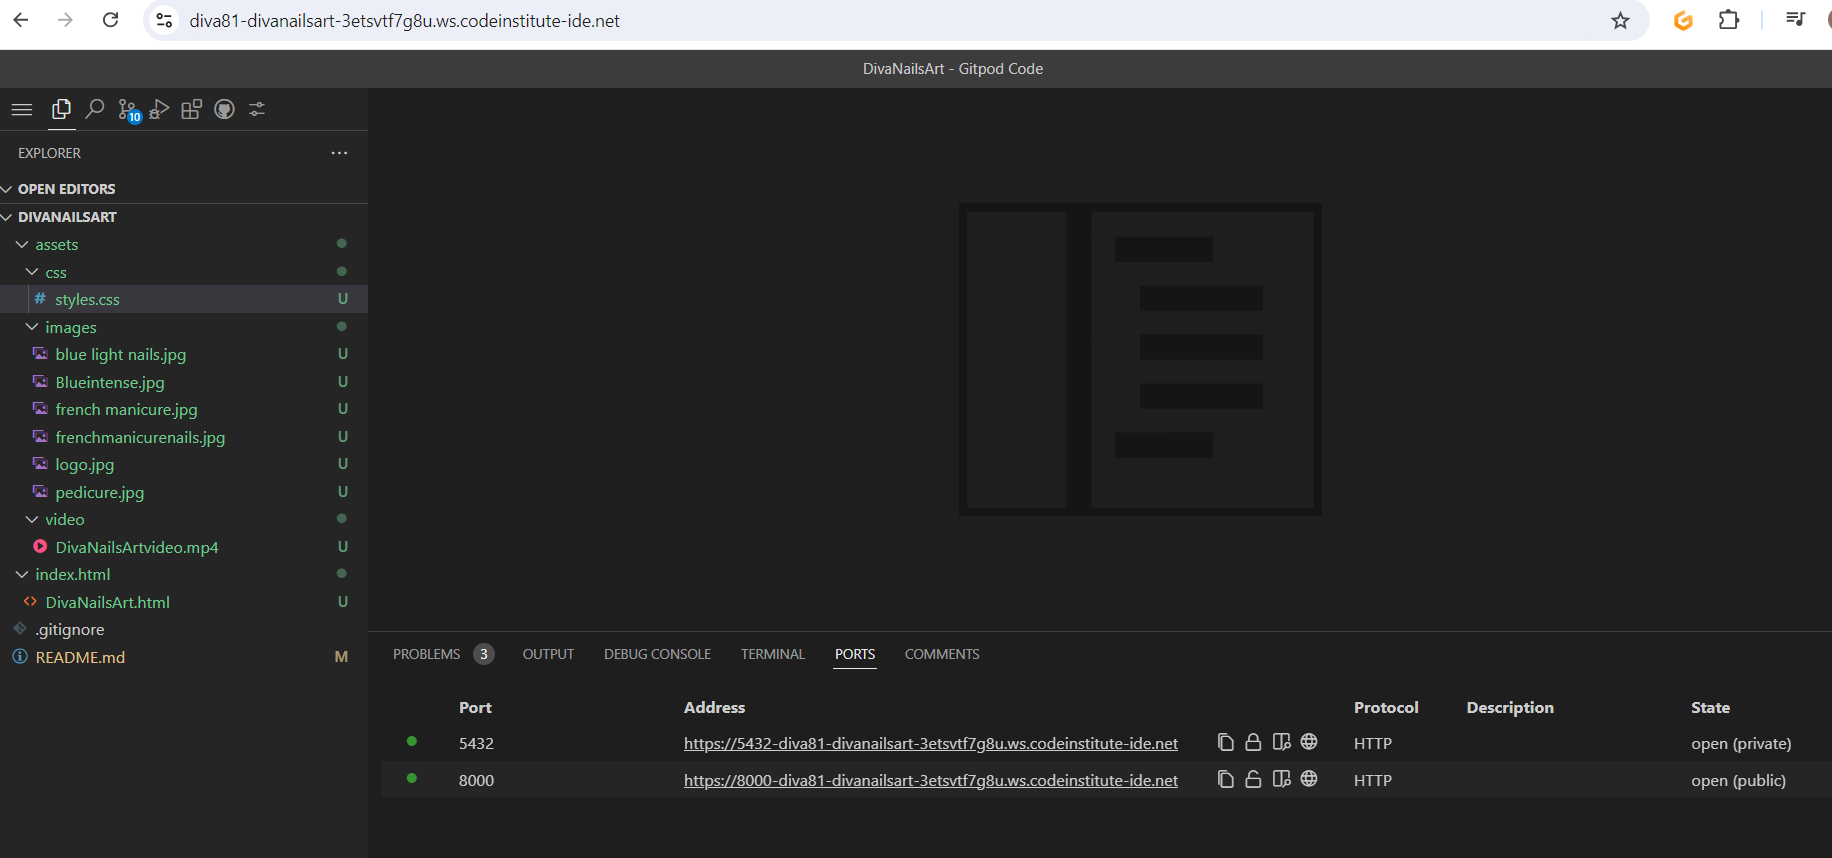 diva81-divanailsart-3etsvtf7g8u.ws.codeinstitute-ide.net
DivaNailsArt - Gitpod Code
10
EXPLORER
OPEN EDITORS
DIVANAILSART
assets
css
# styles.css U
images
blue light nails.jpg U
Blueintense.jpg U
french manicure.jpg U
frenchmanicurenails.jpg U
logo.jpg U
pedicure.jpg U
video
DivaNailsArtvideo.mp4 U
index.html
DivaNailsArt.html U
.gitignore
README.md M
PROBLEMS 3 OUTPUT DEBUG CONSOLE TERMINAL PORTS COMMENTS
Port Address Protocol Description State
5432 https://5432-diva81-divanailsart-3etsvtf7g8u.ws.codeinstitute-ide.net HTTP open (private)
8000 https://8000-diva81-divanailsart-3etsvtf7g8u.ws.codeinstitute-ide.net HTTP open (public)